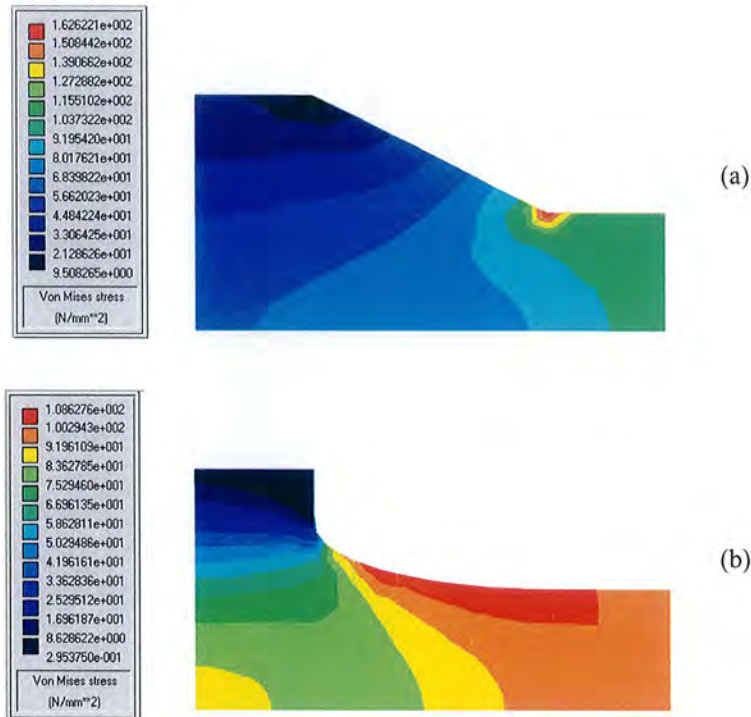 1.626221e+002
1.508442e+002
1.390662e+002
1.272882e+002
1.155102e+002
1.037322e+002
9.195420e+001
8.017621e+001
6.839822e+001
5.662023e+001
4.484224e+001
3.306425e+001
2.128626e+001
9.508265e+000
Von Mises stress
(N/mm**2)
(a)
1.086276e+002
1.002943e+002
9.196109e+001
8.362785e+001
7.529460e+001
6.696135e+001
5.862811e+001
5.029486e+001
4.196161e+001
3.362836e+001
2.529512e+001
1.696187e+001
8.628622e+000
2.953750e-001
Von Mises stress
(N/mm**2)
(b)